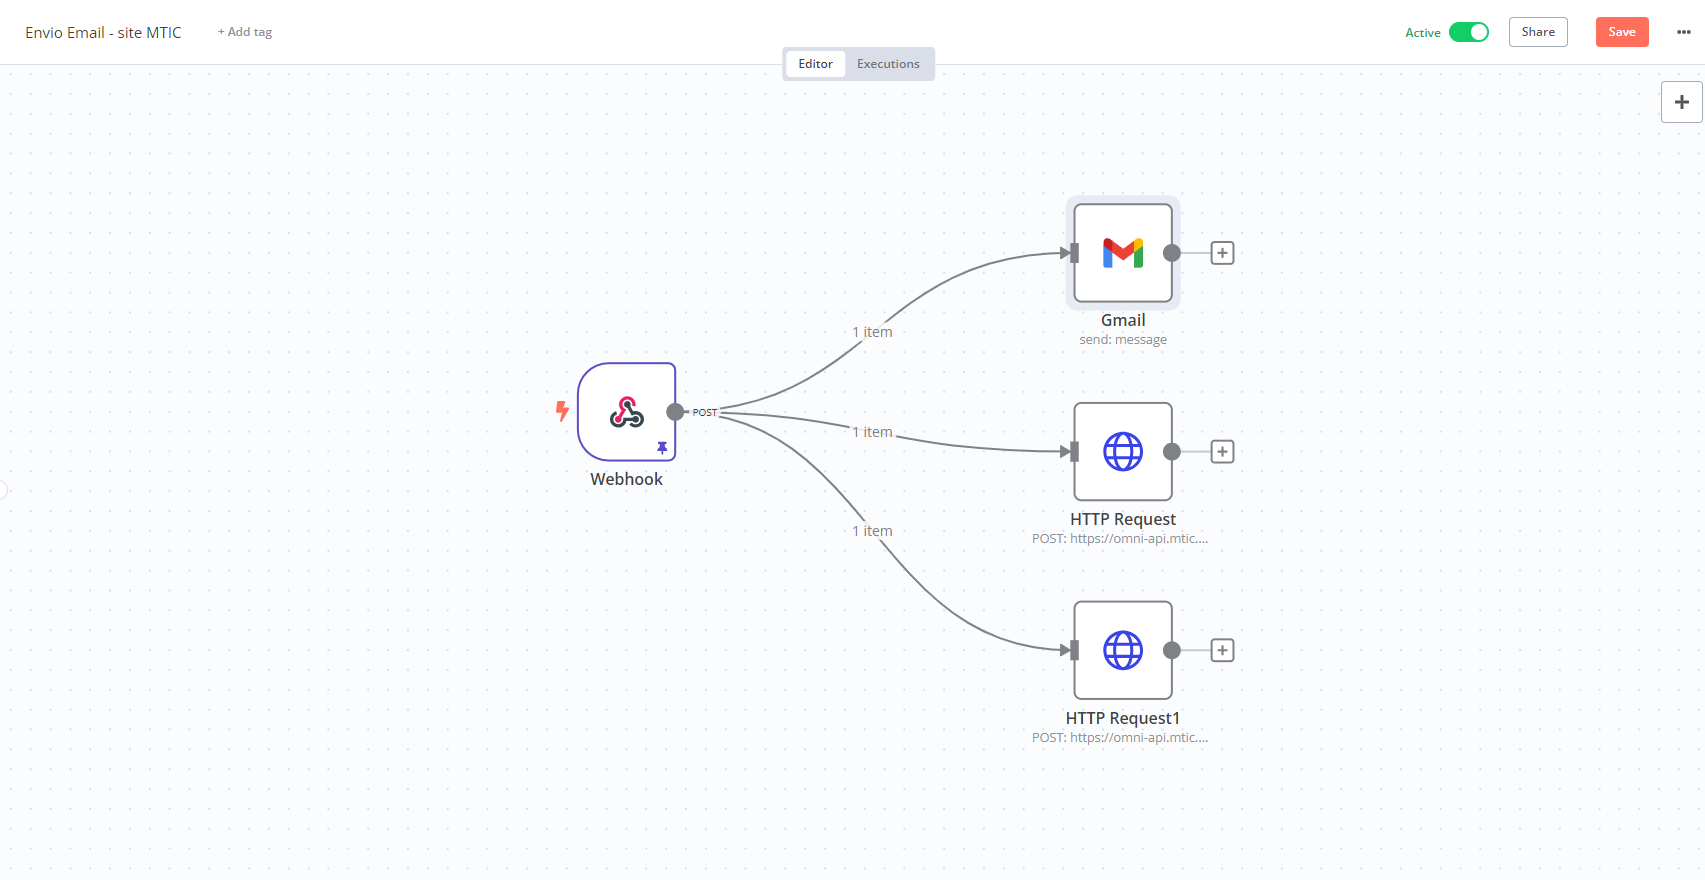 Envio Email - site MTIC
+ Add tag
Active
Share
Save
Editor
Executions
1 item
Gmail
send: message
POST
1 item
Webhook
HTTP Request
POST: https://omni-api.mtic....
1 item
HTTP Request1
POST: https://omni-api.mtic....